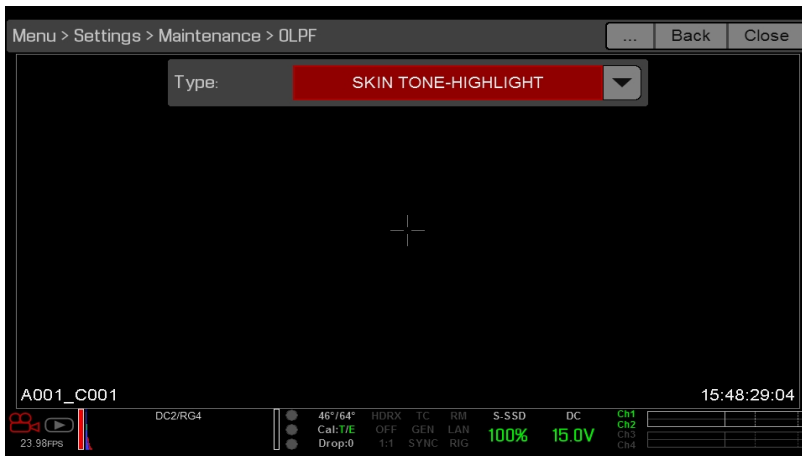 Menu > Settings > Maintenance > OLPF ... Back Close
Type: SKIN TONE-HIGHLIGHT
A001_C001 15:48:29:04
DC2/RG4 46°/64° HDRX TC RM S-SSD DC Ch1
Cal:T/E OFF GEN LAN 100% 15.0V Ch2
23.98FPS Drop:0 1:1 SYNC RIG Ch3
Ch4